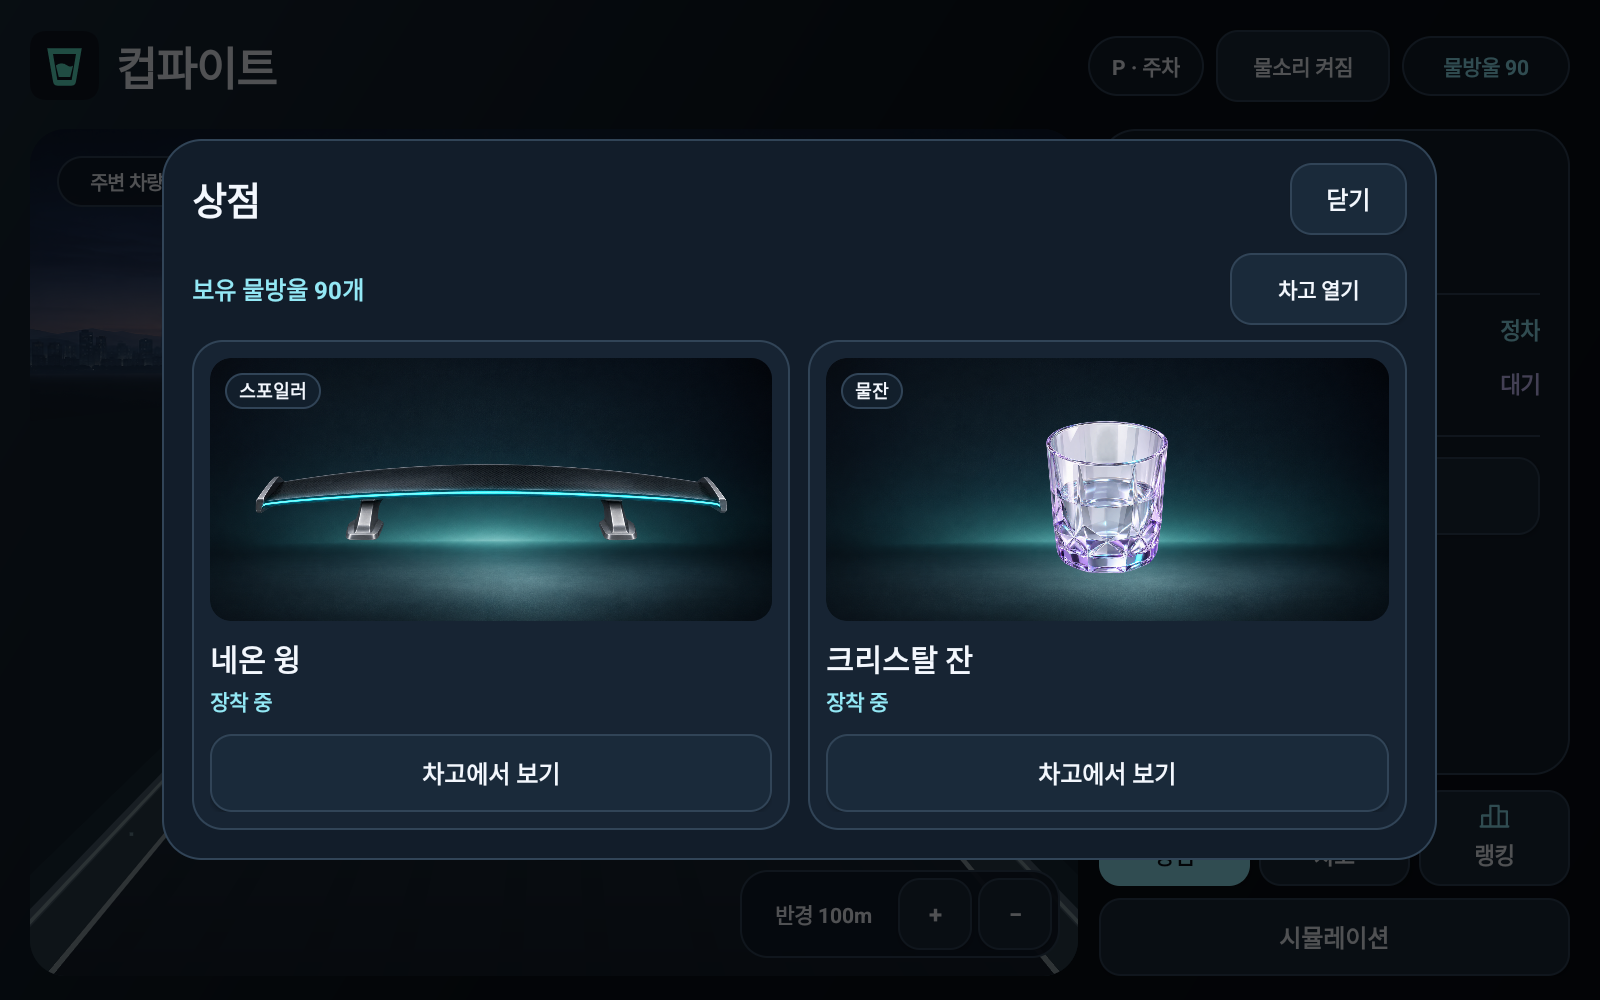 컵파이트
P · 주차
물소리 켜짐
물방울 90
주변 차량
상점
닫기
보유 물방울 90개
차고 열기
정차
대기
스포일러
물잔
네온 윙
장착 중
차고에서 보기
크리스탈 잔
장착 중
차고에서 보기
랭킹
반경 100m
+
−
시뮬레이션